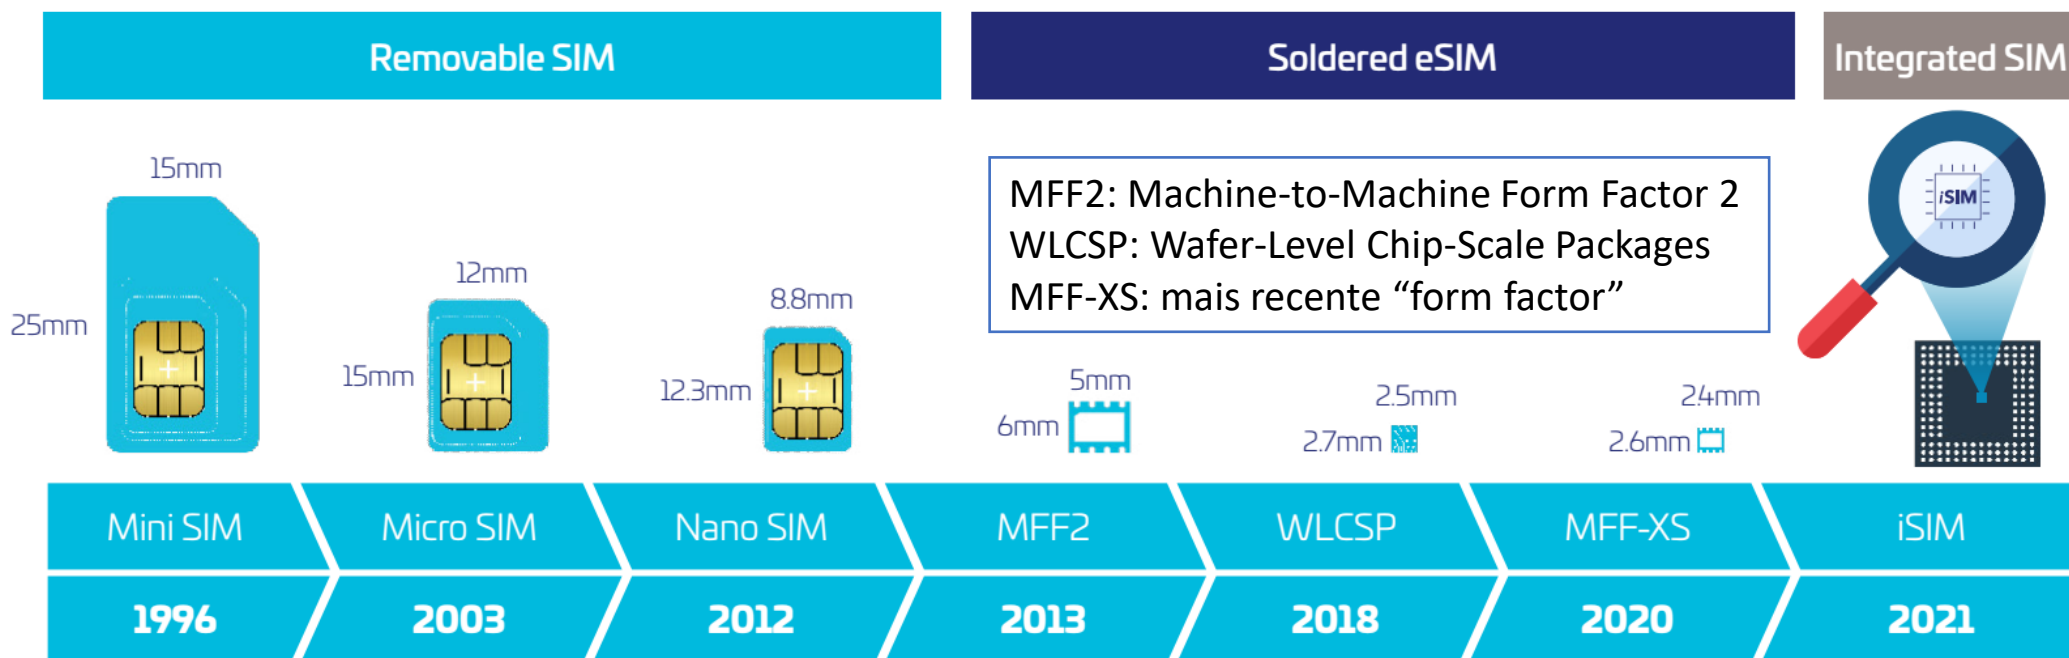 Removable SIM
Soldered eSIM
Integrated SIM
15mm
25mm
12mm
15mm
8.8mm
12.3mm
MFF2: Machine-to-Machine Form Factor 2
WLCSP: Wafer-Level Chip-Scale Packages
MFF-XS: mais recente “form factor”
5mm
6mm
2.5mm
2.7mm
2.4mm
2.6mm
iSIM
Mini SIM
Micro SIM
Nano SIM
MFF2
WLCSP
MFF-XS
iSIM
1996
2003
2012
2013
2018
2020
2021